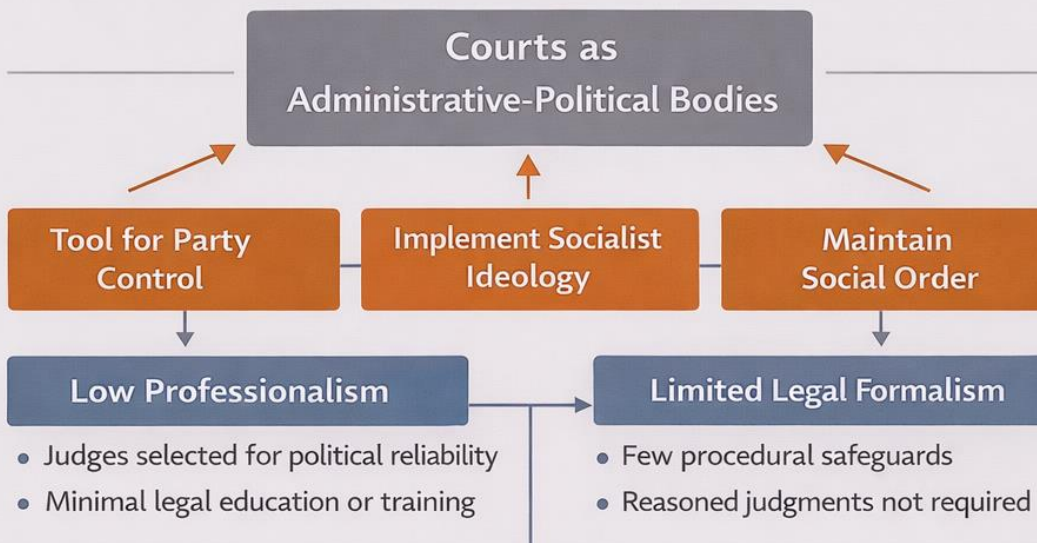 Courts as
Administrative-Political Bodies
Tool for Party
Control
Implement Socialist
Ideology
Maintain
Social Order
Low Professionalism
• Judges selected for political reliability
• Minimal legal education or training
Limited Legal Formalism
• Few procedural safeguards
• Reasoned judgments not required